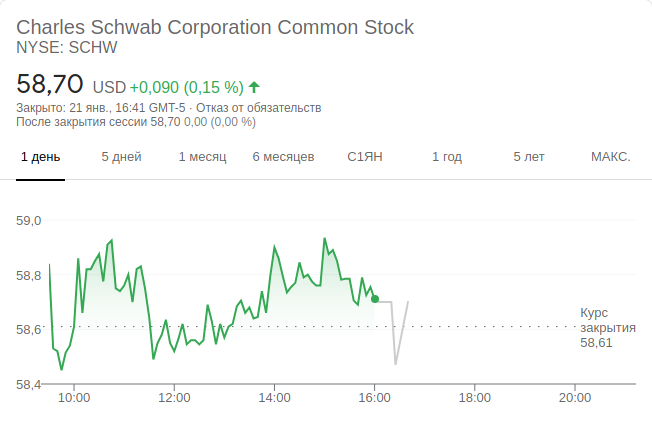 Charles Schwab Corporation Common Stock
NYSE: SCHW
58,70 USD +0,090 (0,15 %)
Закрыто: 21 янв., 16:41 GMT-5 · Отказ от обязательств
После закрытия сессии 58,70 0,00 (0,00 %)
1 день 5 дней 1 месяц 6 месяцев С1ЯН 1 год 5 лет МАКС.
59,0
58,8
58,6
58,4
Курс
закрытия
58,61
10:00 12:00 14:00 16:00 18:00 20:00